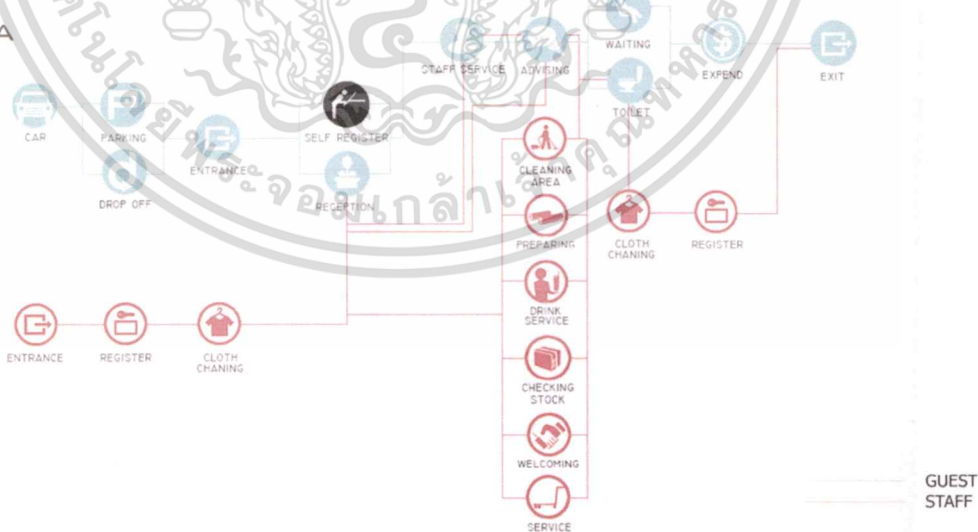 A
WAITING
STAFF SERVICE
ADVISING
EXPEND
EXIT
TOILET
CAR
PARKING
SELF REGISTER
ENTRANCE
CLEANING
AREA
DROP OFF
RECEPTION
PREPARING
CLOTH
CHANING
REGISTER
DRINK
SERVICE
ENTRANCE
REGISTER
CLOTH
CHANING
CHECKING
STOCK
WELCOMING
SERVICE
GUEST
STAFF